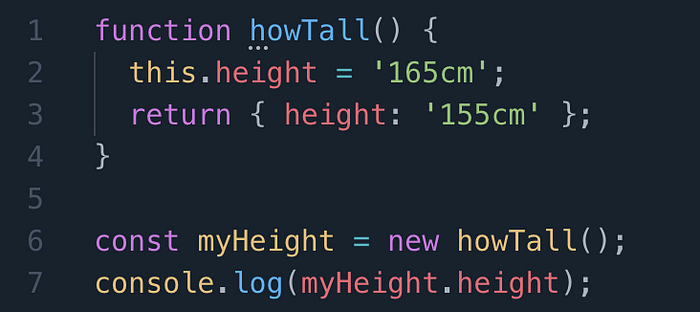 1 function howTall() {
2   this.height = '165cm';
3   return { height: '155cm' };
4 }
5
6 const myHeight = new howTall();
7 console.log(myHeight.height);